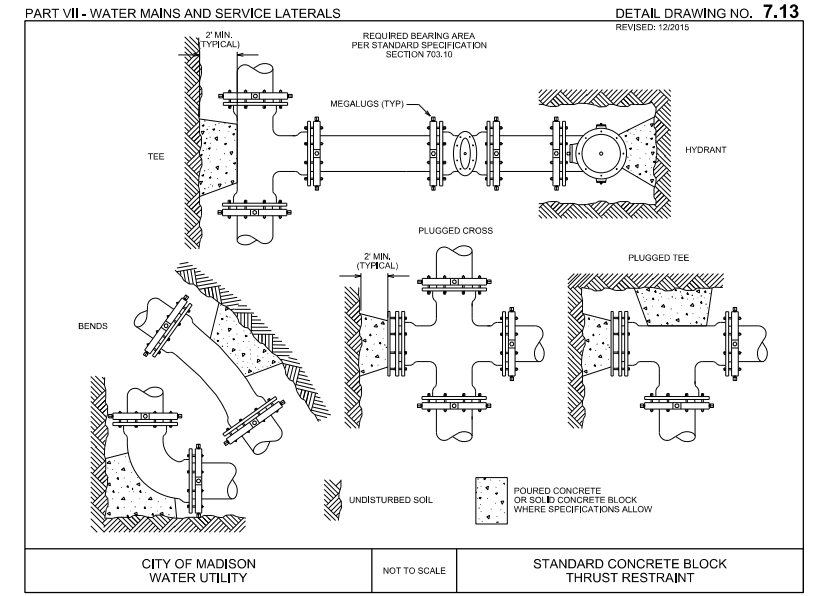 PART VII - WATER MAINS AND SERVICE LATERALS
DETAIL DRAWING NO. 7.13
REVISED: 12/2015
2' MIN.
(TYPICAL)
REQUIRED BEARING AREA
PER STANDARD SPECIFICATION
SECTION 703.10
MEGALUGS (TYP)
TEE
HYDRANT
PLUGGED CROSS
2' MIN.
(TYPICAL)
PLUGGED TEE
BENDS
UNDISTURBED SOIL
POURED CONCRETE
OR SOLID CONCRETE BLOCK
WHERE SPECIFICATIONS ALLOW
CITY OF MADISON
WATER UTILITY
NOT TO SCALE
STANDARD CONCRETE BLOCK
THRUST RESTRAINT